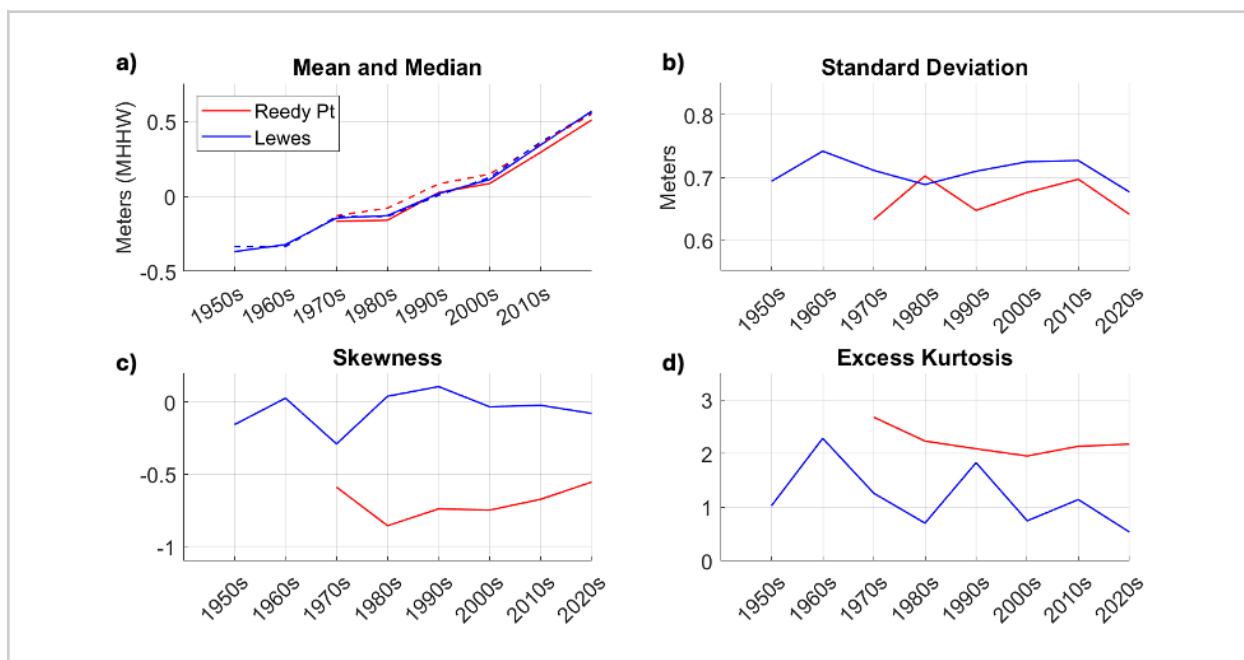 a)
Mean and Median
Meters (MHHW)
0.5
0
-0.5
Reedy Pt
Lewes
1950s
1960s
1970s
1980s
1990s
2000s
2010s
b)
Standard Deviation
Meters
0.8
0.7
0.6
1950s
1960s
1970s
1980s
1990s
2000s
2010s
2020s
c)
Skewness
0
-0.5
-1
1950s
1960s
1970s
1980s
1990s
2000s
2010s
2020s
d)
Excess Kurtosis
3
2
1
0
1950s
1960s
1970s
1980s
1990s
2000s
2010s
2020s